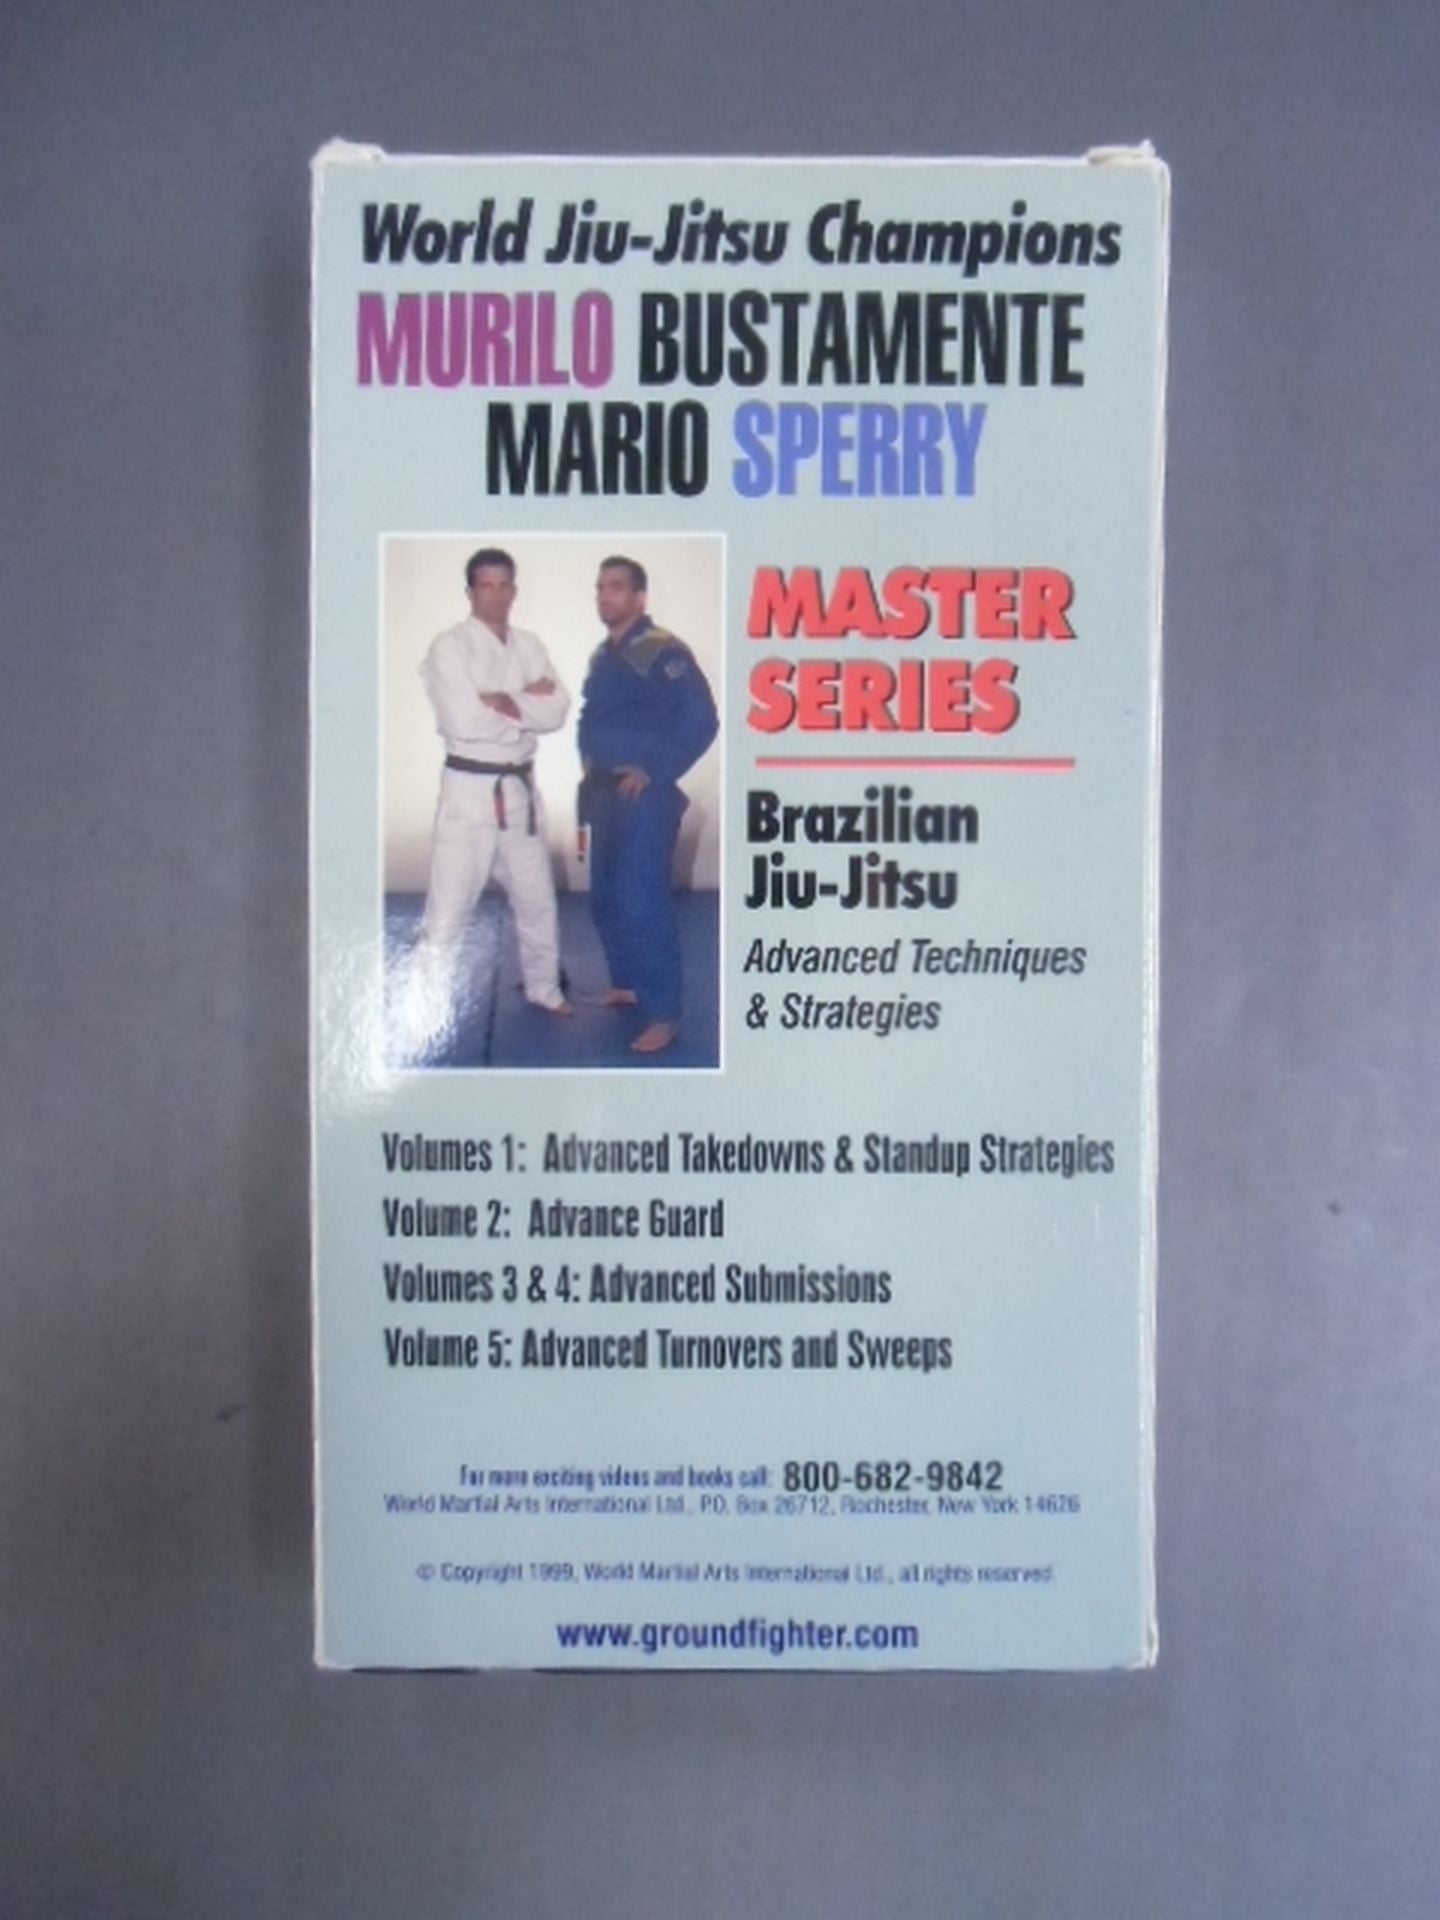 World Jiu-Jitsu Champions
MURILO BUSTAMENTE
MARIO SPERRY
MASTER
SERIES
Brazilian
Jiu-Jitsu
Advanced Techniques
& Strategies
Volumes 1: Advanced Takedowns & Standup Strategies
Volume 2: Advance Guard
Volumes 3 & 4: Advanced Submissions
Volume 5: Advanced Turnovers and Sweeps
For more exciting videos and books call: 800-682-9842
World Martial Arts International Ltd., P.O. Box 26712, Rochester, New York 14626
© Copyright 1999, World Martial Arts International Ltd., all rights reserved.
www.groundfighter.com